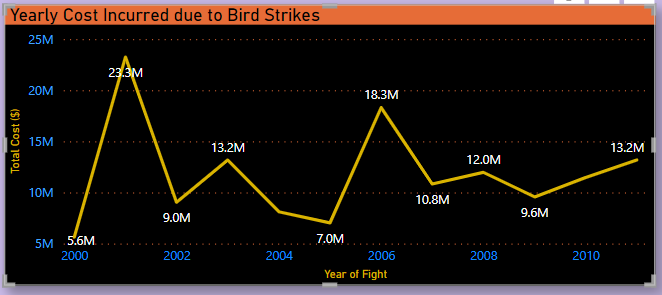 Yearly Cost Incurred due to Bird Strikes
25M
23.3M
20M
18.3M
15M
13.2M
13.2M
12.0M
10M
10.8M
9.0M
9.6M
7.0M
5M
5.6M
2000 2002 2004 2006 2008 2010
Total Cost ($)
Year of Fight